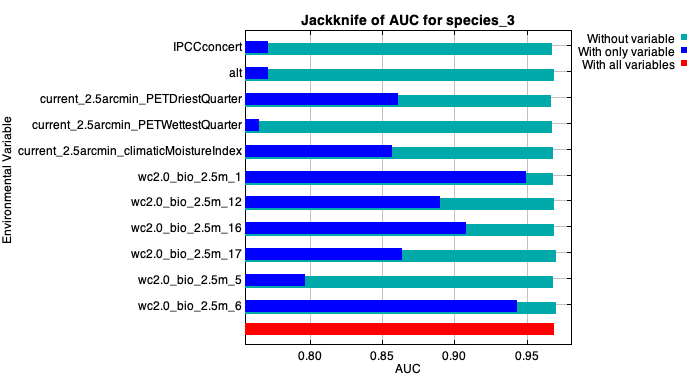 Jackknife of AUC for species_3
Without variable
With only variable
With all variables
Environmental Variable
IPCCconcert
alt
current_2.5arcmin_PETDriestQuarter
current_2.5arcmin_PETWettestQuarter
current_2.5arcmin_climaticMoistureIndex
wc2.0_bio_2.5m_1
wc2.0_bio_2.5m_12
wc2.0_bio_2.5m_16
wc2.0_bio_2.5m_17
wc2.0_bio_2.5m_5
wc2.0_bio_2.5m_6
0.80 0.85 0.90 0.95
AUC